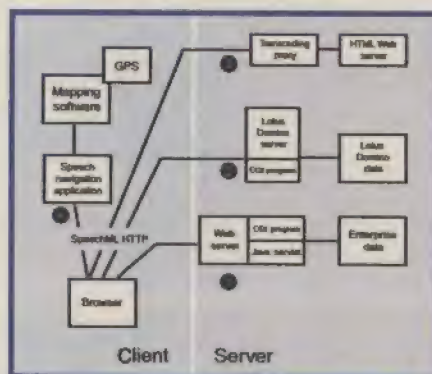 GPS
Mapping
software
Speech
navigation
application
SpeechML HTTP
Browser
Transcoding
proxy
HTML Web
server
Lotus
Domino
server
CGI program
Lotus
Domino
data
Web
server
CGI program
Java servlet
Enterprise
data
Client
Server